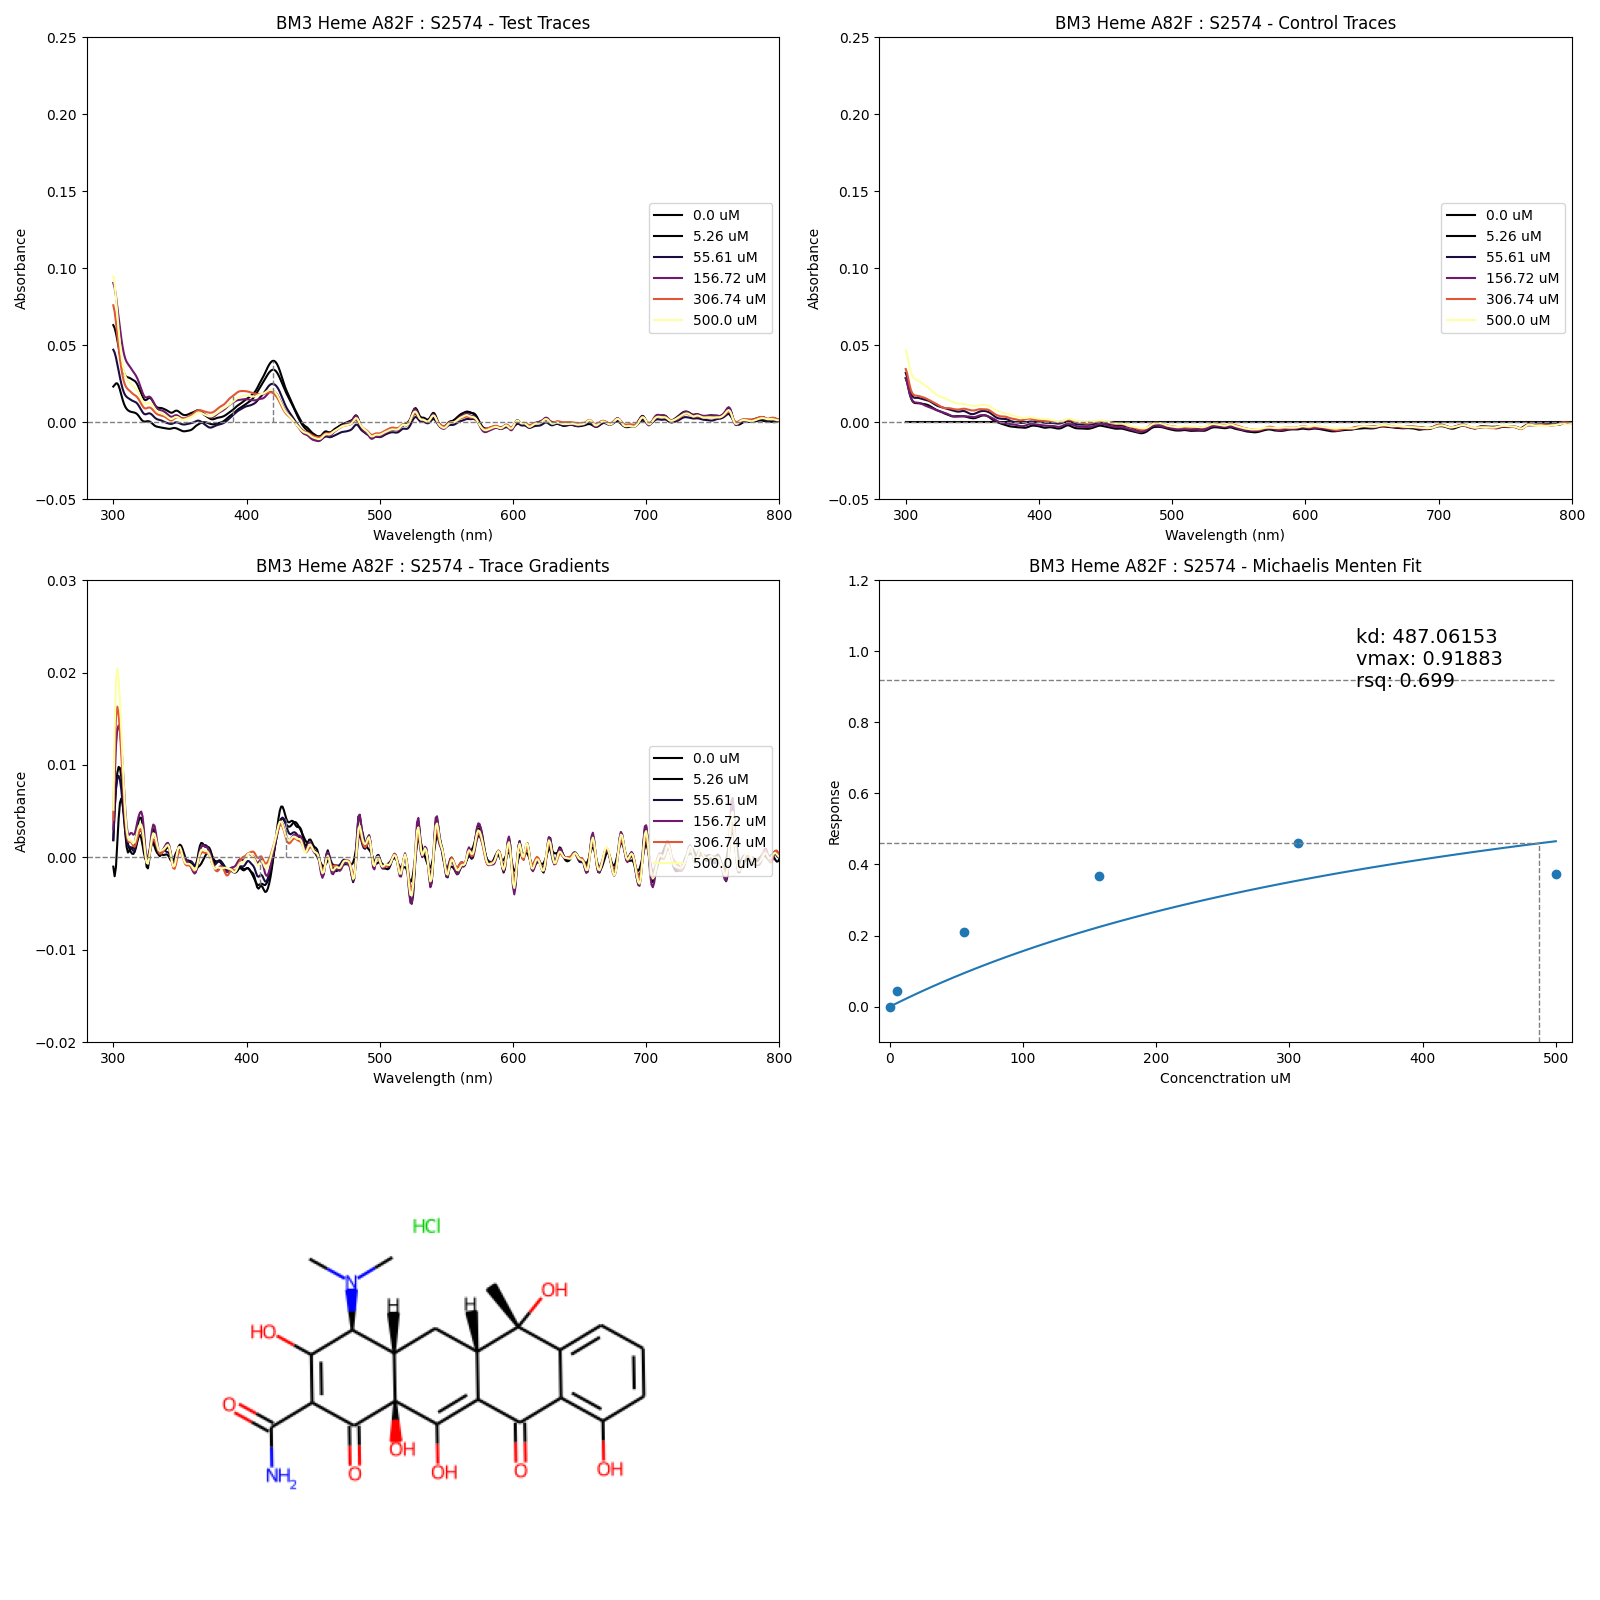 BM3 Heme A82F : S2574 - Test Traces
0.25
0.20
0.15
0.10
0.05
0.00
−0.05
Absorbance
300 400 500 600 700 800
Wavelength (nm)
0.0 uM
5.26 uM
55.61 uM
156.72 uM
306.74 uM
500.0 uM
BM3 Heme A82F : S2574 - Control Traces
0.25
0.20
0.15
0.10
0.05
0.00
−0.05
Absorbance
300 400 500 600 700 800
Wavelength (nm)
0.0 uM
5.26 uM
55.61 uM
156.72 uM
306.74 uM
500.0 uM
BM3 Heme A82F : S2574 - Trace Gradients
0.03
0.02
0.01
0.00
−0.01
−0.02
Absorbance
300 400 500 600 700 800
Wavelength (nm)
0.0 uM
5.26 uM
55.61 uM
156.72 uM
306.74 uM
500.0 uM
BM3 Heme A82F : S2574 - Michaelis Menten Fit
1.2
1.0
0.8
0.6
0.4
0.2
0.0
Response
0 100 200 300 400 500
Concenctration uM
kd: 487.06153
vmax: 0.91883
rsq: 0.699
HCl
N
H
H
OH
HO
O
NH2
O
OH
OH
O
OH